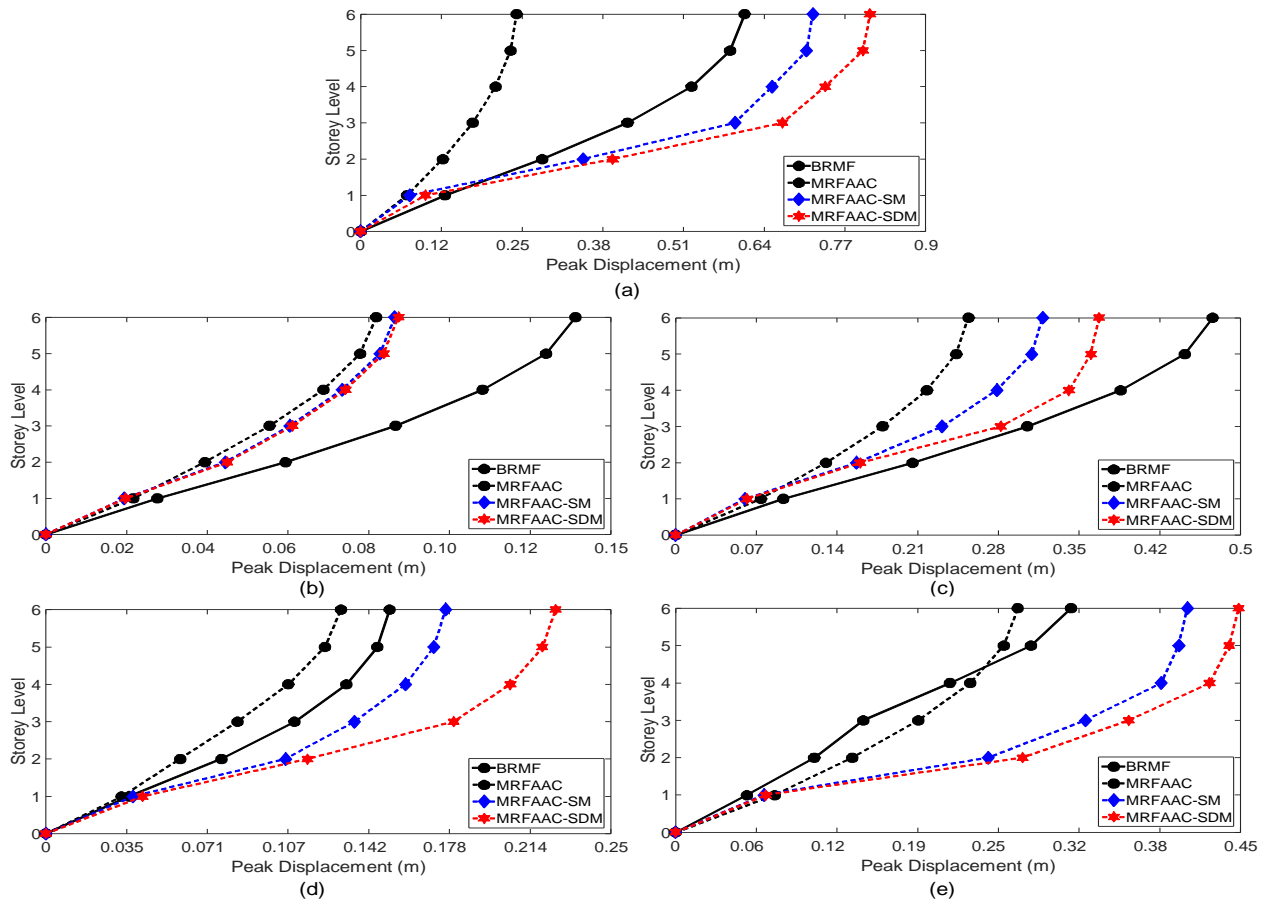 6
5
4
3
2
1
0
Storey Level
BRMF
MRFAAC
MRFAAC-SM
MRFAAC-SDM
0 0.12 0.25 0.38 0.51 0.64 0.77 0.9
Peak Displacement (m)
(a)
6
5
4
3
2
1
0
Storey Level
BRMF
MRFAAC
MRFAAC-SM
MRFAAC-SDM
0 0.02 0.04 0.06 0.08 0.10 0.12 0.15
Peak Displacement (m)
(b)
6
5
4
3
2
1
0
Storey Level
BRMF
MRFAAC
MRFAAC-SM
MRFAAC-SDM
0 0.07 0.14 0.21 0.28 0.35 0.42 0.5
Peak Displacement (m)
(c)
6
5
4
3
2
1
0
Storey Level
BRMF
MRFAAC
MRFAAC-SM
MRFAAC-SDM
0 0.035 0.071 0.107 0.142 0.178 0.214 0.25
Peak Displacement (m)
(d)
6
5
4
3
2
1
0
Storey Level
BRMF
MRFAAC
MRFAAC-SM
MRFAAC-SDM
0 0.06 0.12 0.19 0.25 0.32 0.38 0.45
Peak Displacement (m)
(e)